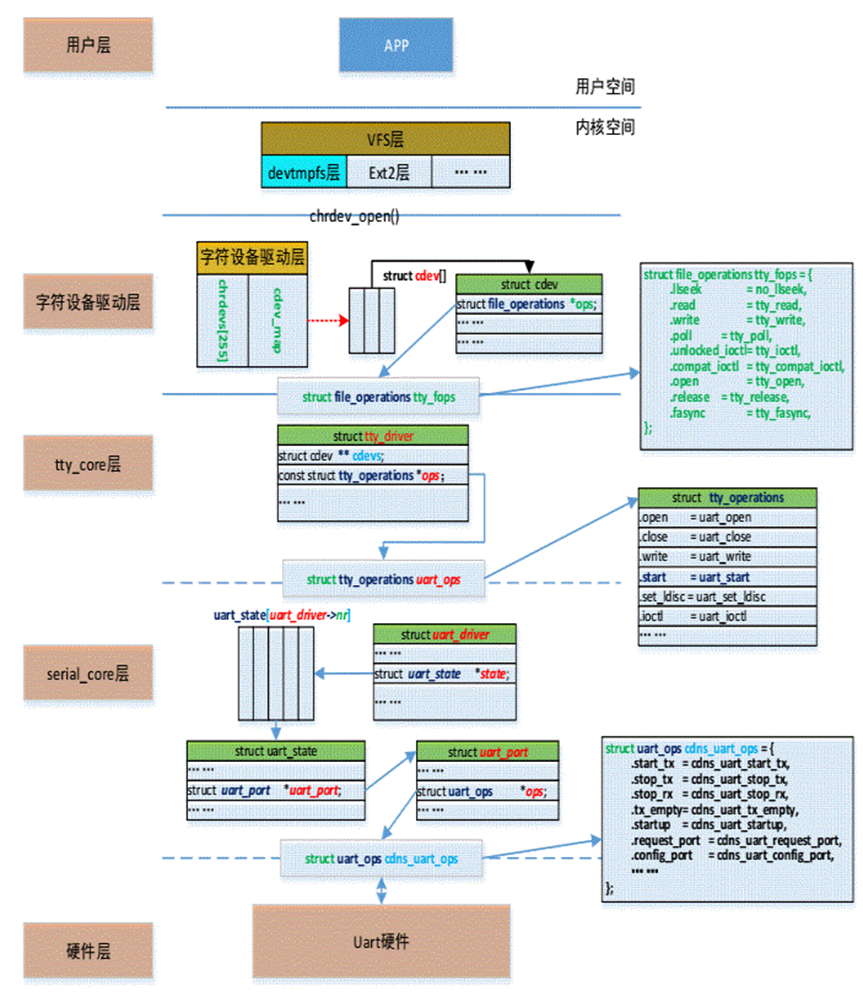 用户层
APP
用户空间
内核空间
VFS层
devtmpfs层
Ext2层
... ...
chrdev_open()
字符设备驱动层
字符设备驱动层
chrdevs[255]
cdev_map
struct cdev[]
struct cdev
struct file_operations *ops;
... ...
... ...
struct file_operations tty_fops = {
.llseek = no_llseek,
.read = tty_read,
.write = tty_write,
.poll = tty_poll,
.unlocked_ioctl= tty_ioctl,
.compat_ioctl = tty_compat_ioctl,
.open = tty_open,
.release = tty_release,
.fasync = tty_fasync,
};
struct file_operations tty_fops
tty_core层
struct tty_driver
struct cdev ** cdevs;
const struct tty_operations *ops;
... ...
struct tty_operations
.open = uart_open
.close = uart_close
.write = uart_write
.start = uart_start
.set_ldisc = uart_set_ldisc
.ioctl = uart_ioctl
... ...
struct tty_operations uart_ops
uart_state[uart_driver->nr]
serial_core层
struct uart_driver
... ...
struct uart_state *state;
... ...
struct uart_state
... ...
struct uart_port *uart_port;
... ...
struct uart_port
... ...
struct uart_ops *ops;
... ...
struct uart_ops cdns_uart_ops = {
.start_tx = cdns_uart_start_tx,
.stop_tx = cdns_uart_stop_tx,
.stop_rx = cdns_uart_stop_rx,
.tx_empty= cdns_uart_tx_empty,
.startup = cdns_uart_startup,
.request_port = cdns_uart_request_port,
.config_port = cdns_uart_config_port,
... ...
};
struct uart_ops cdns_uart_ops
硬件层
Uart硬件